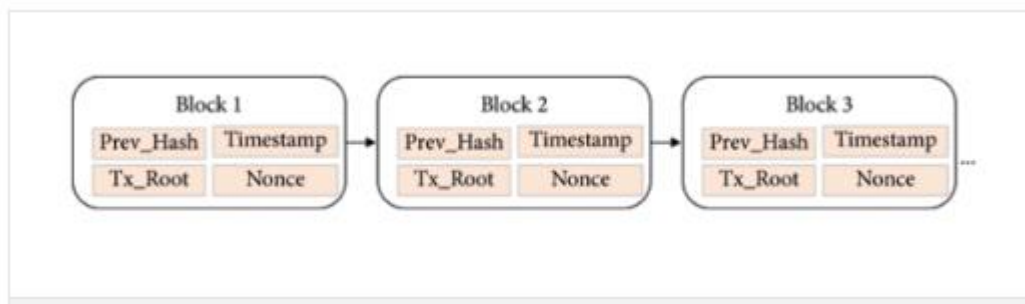 Block 1
Prev_Hash Timestamp
Tx_Root Nonce
Block 2
Prev_Hash Timestamp
Tx_Root Nonce
Block 3
Prev_Hash Timestamp
Tx_Root Nonce
...